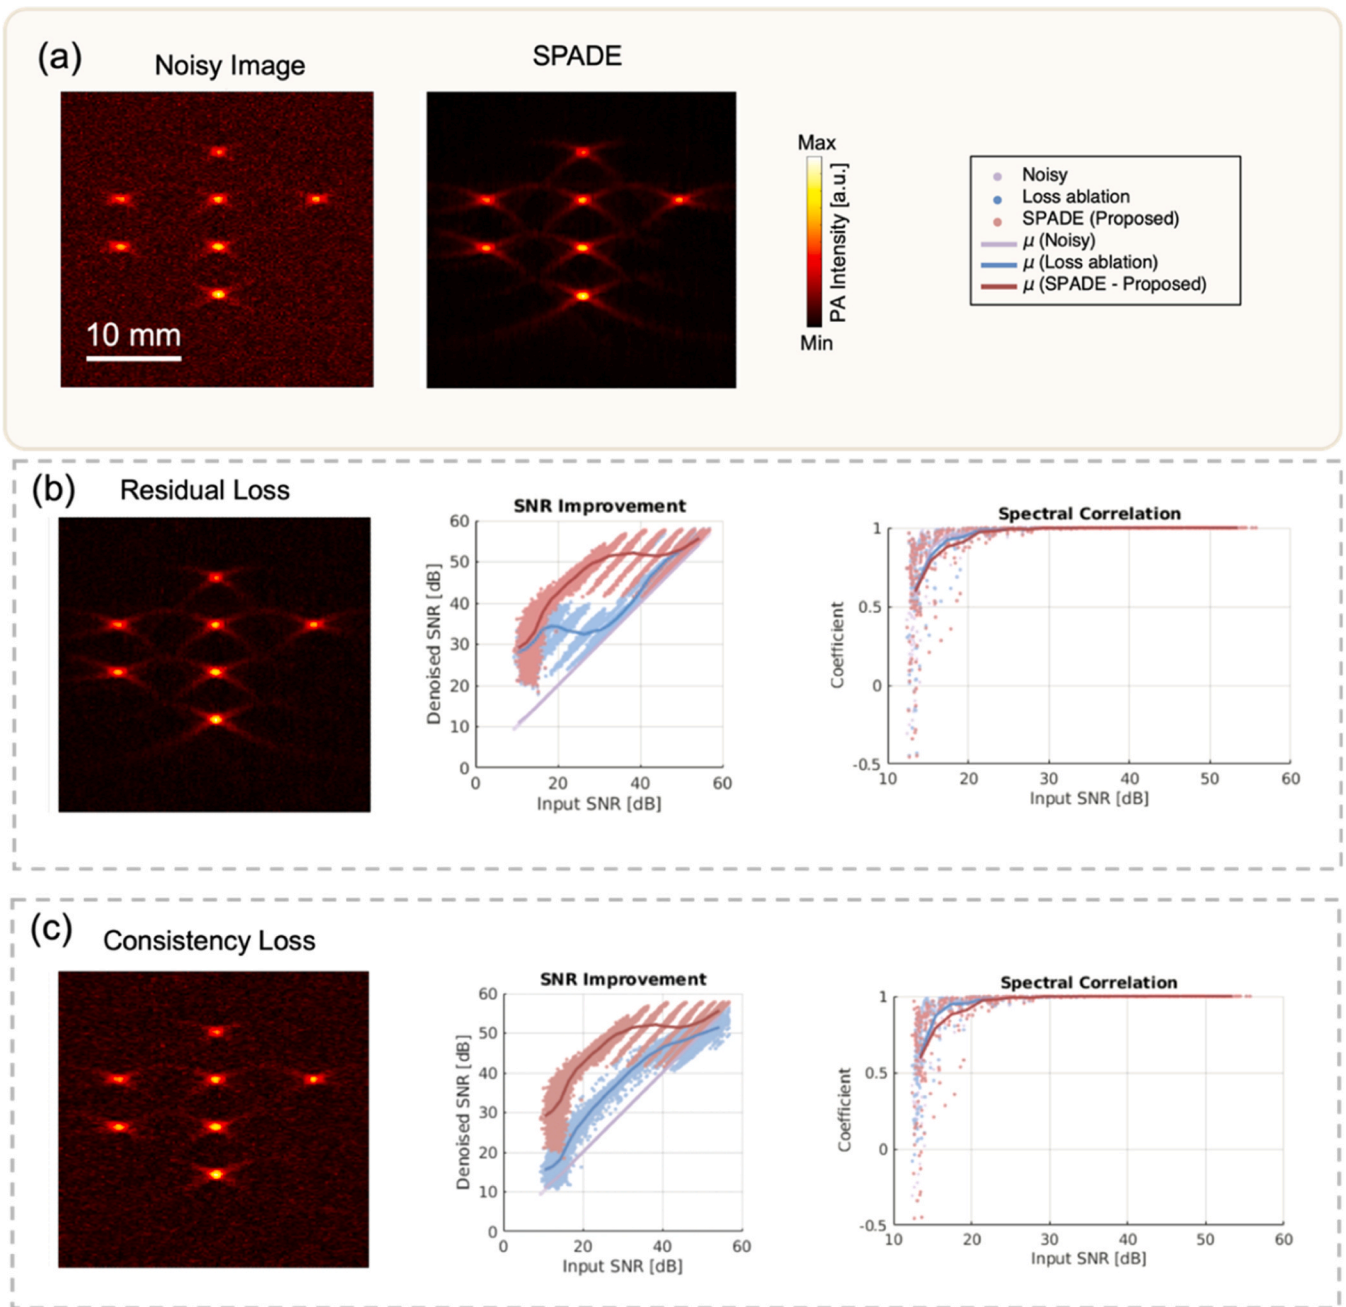 (a)
Noisy Image
SPADE
10 mm
Max
PA Intensity [a.u.]
Min
Noisy
Loss ablation
SPADE (Proposed)
μ (Noisy)
μ (Loss ablation)
μ (SPADE - Proposed)
(b)
Residual Loss
SNR Improvement
60
50
40
30
20
10
0
0 20 40 60
Denoised SNR [dB]
Input SNR [dB]
Spectral Correlation
1
0.5
0
-0.5
10 20 30 40 50 60
Coefficient
Input SNR [dB]
(c)
Consistency Loss
SNR Improvement
60
50
40
30
20
10
0
0 20 40 60
Denoised SNR [dB]
Input SNR [dB]
Spectral Correlation
1
0.5
0
-0.5
10 20 30 40 50 60
Coefficient
Input SNR [dB]